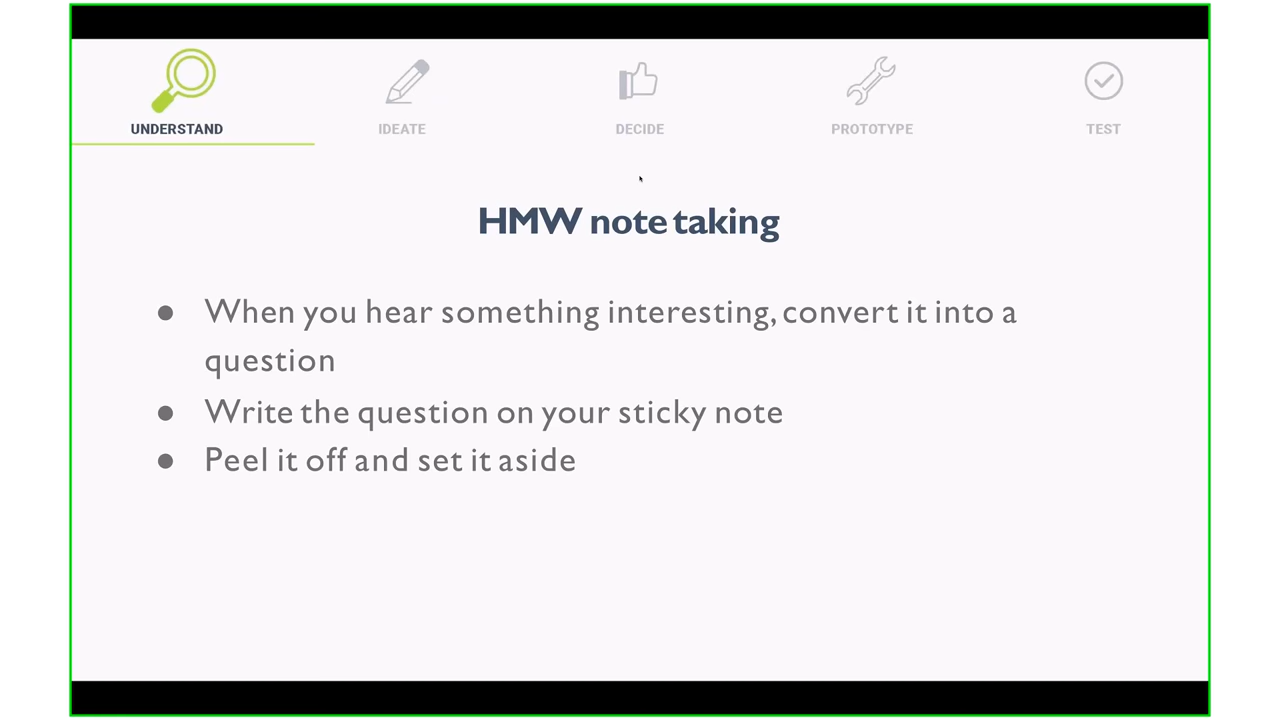 UNDERSTAND
IDEATE
DECIDE
PROTOTYPE
TEST
HMW note taking
● When you hear something interesting, convert it into a
question
● Write the question on your sticky note
● Peel it off and set it aside